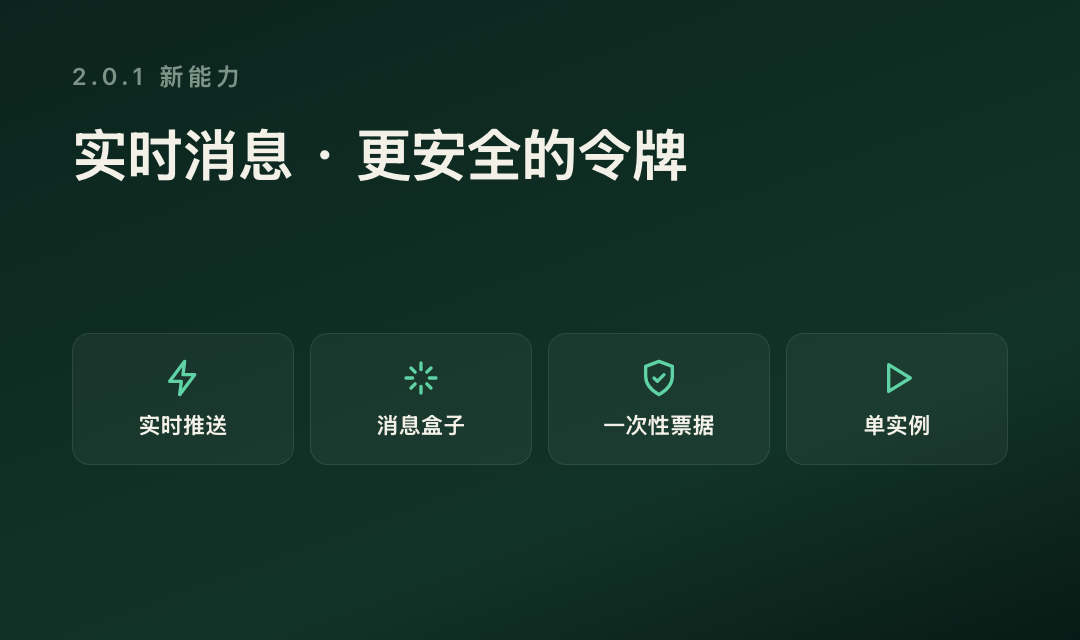 2.0.1 新能力
实时消息 · 更安全的令牌
实时推送
消息盒子
一次性票据
单实例